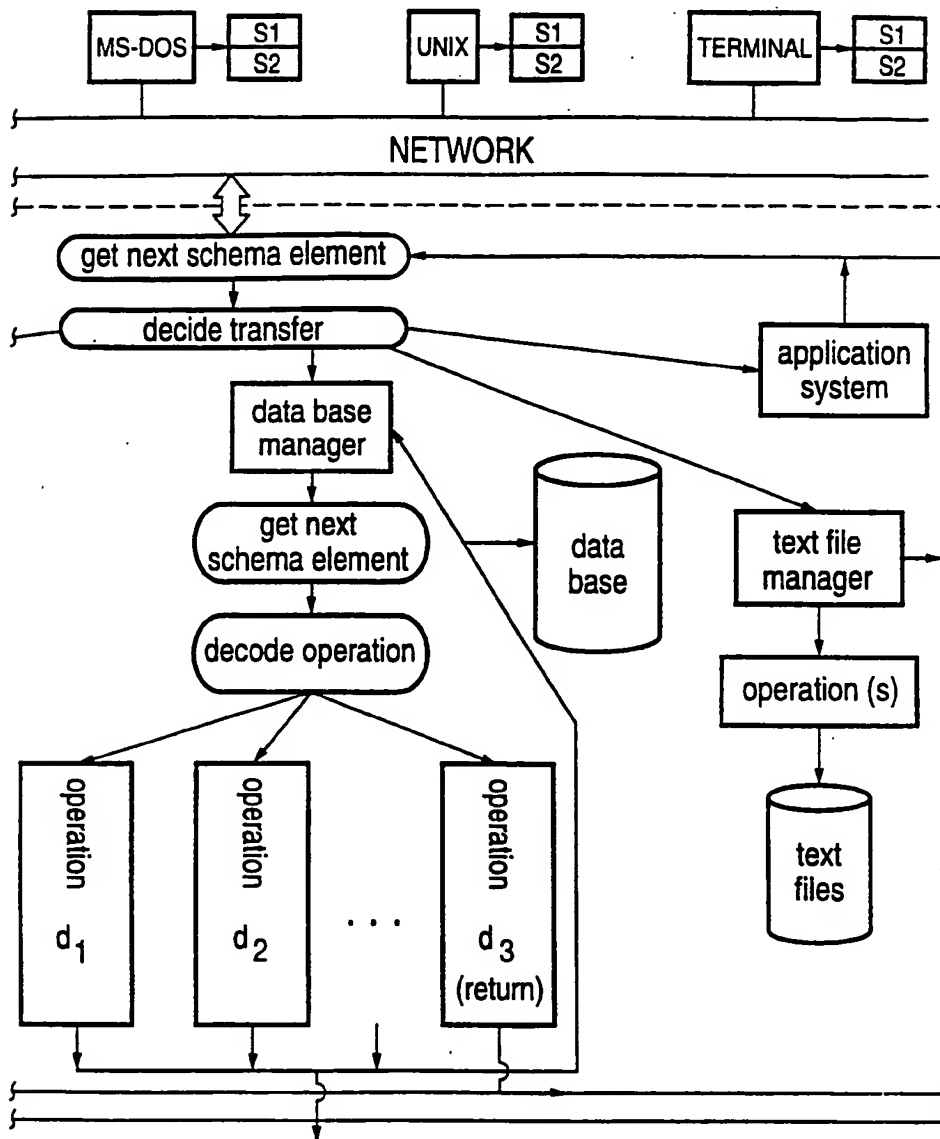 MS-DOS
S1
S2
UNIX
S1
S2
TERMINAL
S1
S2
NETWORK
get next schema element
decide transfer
application
system
data base
manager
get next
schema element
data
base
text file
manager
decode operation
operation (s)
operation
d1
operation
d2
. . .
operation
d3
(return)
text
files